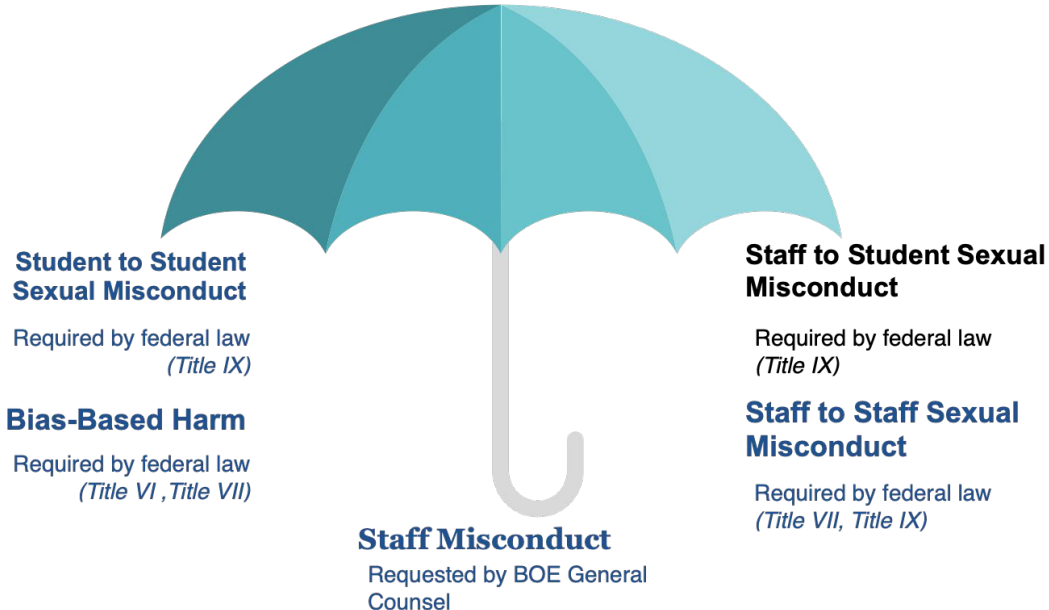 Student to Student
Sexual Misconduct
Required by federal law
(Title IX)
Bias-Based Harm
Required by federal law
(Title VI ,Title VII)
Staff Misconduct
Requested by BOE General
Counsel
Staff to Student Sexual
Misconduct
Required by federal law
(Title IX)
Staff to Staff Sexual
Misconduct
Required by federal law
(Title VII, Title IX)